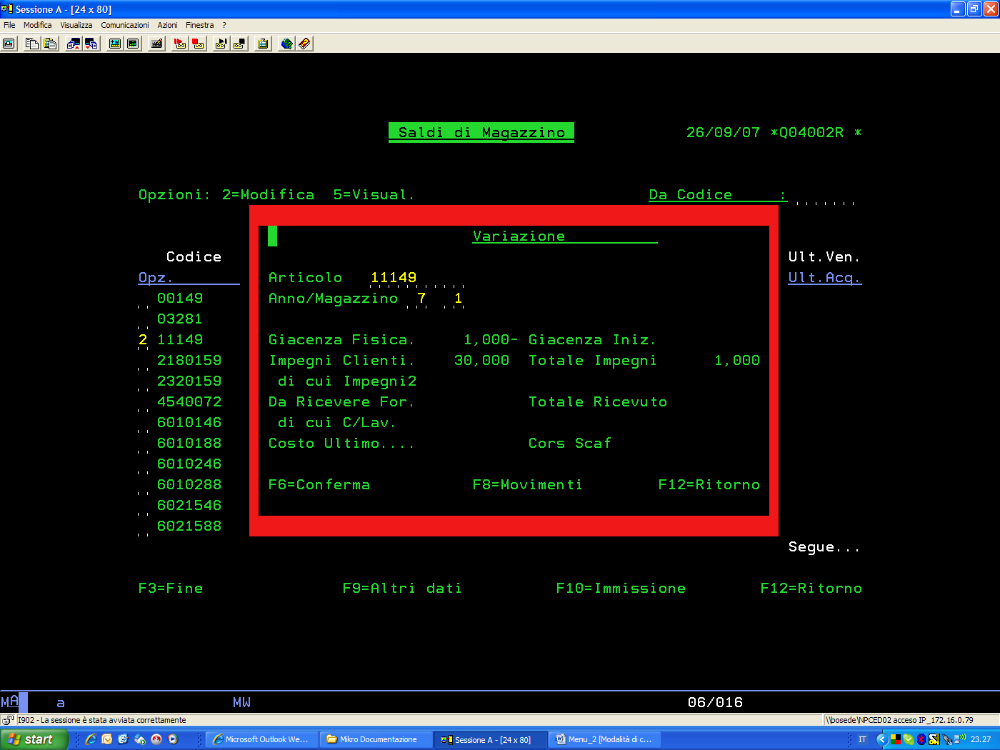 Sessione A - [24 x 80]
File Modifica Visualizza Comunicazioni Azioni Finestra ?
Saldi di Magazzino 26/09/07 *Q04002R *
Opzioni: 2=Modifica 5=Visual. Da Codice :
Variazione
Codice Ult.Ven.
Opz. Articolo 11149 Ult.Acq.
00149 Anno/Magazzino 7 1
03281
2 11149 Giacenza Fisica. 1,000- Giacenza Iniz.
2180159 Impegni Clienti. 30,000 Totale Impegni 1,000
2320159 di cui Impegni2
4540072 Da Ricevere For. Totale Ricevuto
6010146 di cui C/Lav.
6010188 Costo Ultimo.... Cors Scaf
6010246
6010288 F6=Conferma F8=Movimenti F12=Ritorno
6021546
6021588
Segue...
F3=Fine F9=Altri dati F10=Immissione F12=Ritorno
MA a MW 06/016
I902 - La sessione è stata avviata correttamente \\bosede\NPCED02 acceso IP_172.16.0.79
start Microsoft Outlook We... Mikro Documentazione Sessione A - [24 x 80] Menu_2 [Modalità di c... IT 23.27